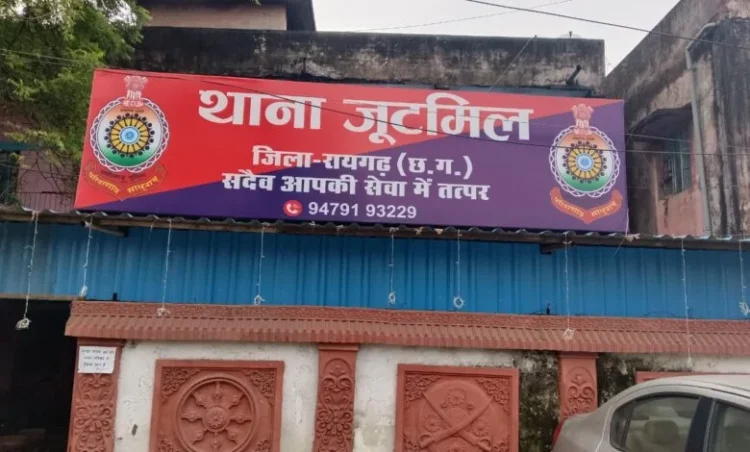 थाना जूटमिल
जिला-रायगढ़ (छ.ग.)
सदैव आपकी सेवा में तत्पर
94791 93229